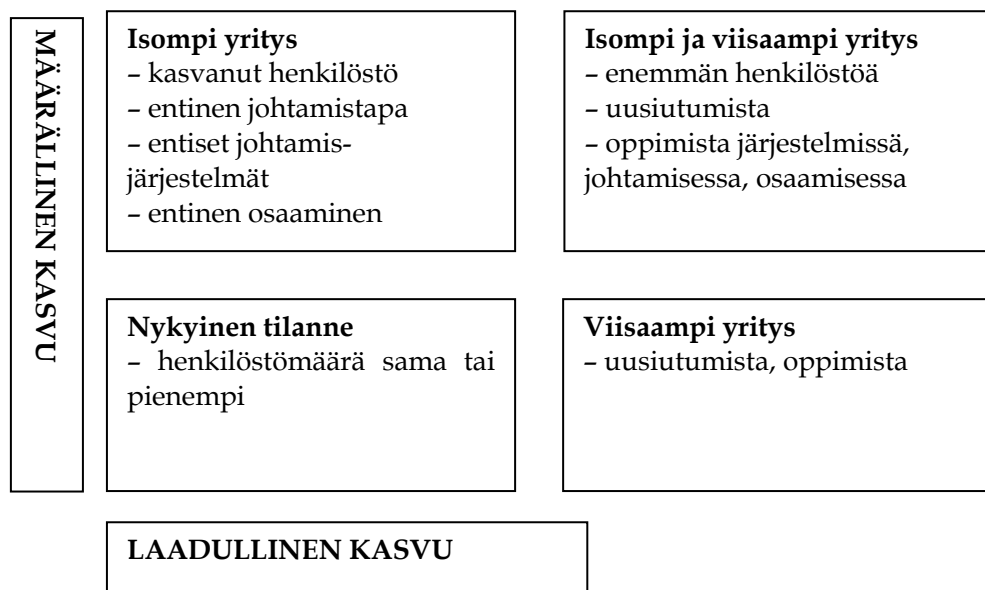 MÄÄRÄLLINEN KASVU
Isompi yritys
– kasvanut henkilöstö
– entinen johtamistapa
– entiset johtamis-
järjestelmät
– entinen osaaminen
Isompi ja viisaampi yritys
– enemmän henkilöstöä
– uusiutumista
– oppimista järjestelmissä,
johtamisessa, osaamisessa
Nykyinen tilanne
– henkilöstömäärä sama tai
pienempi
Viisaampi yritys
– uusiutumista, oppimista
LAADULLINEN KASVU